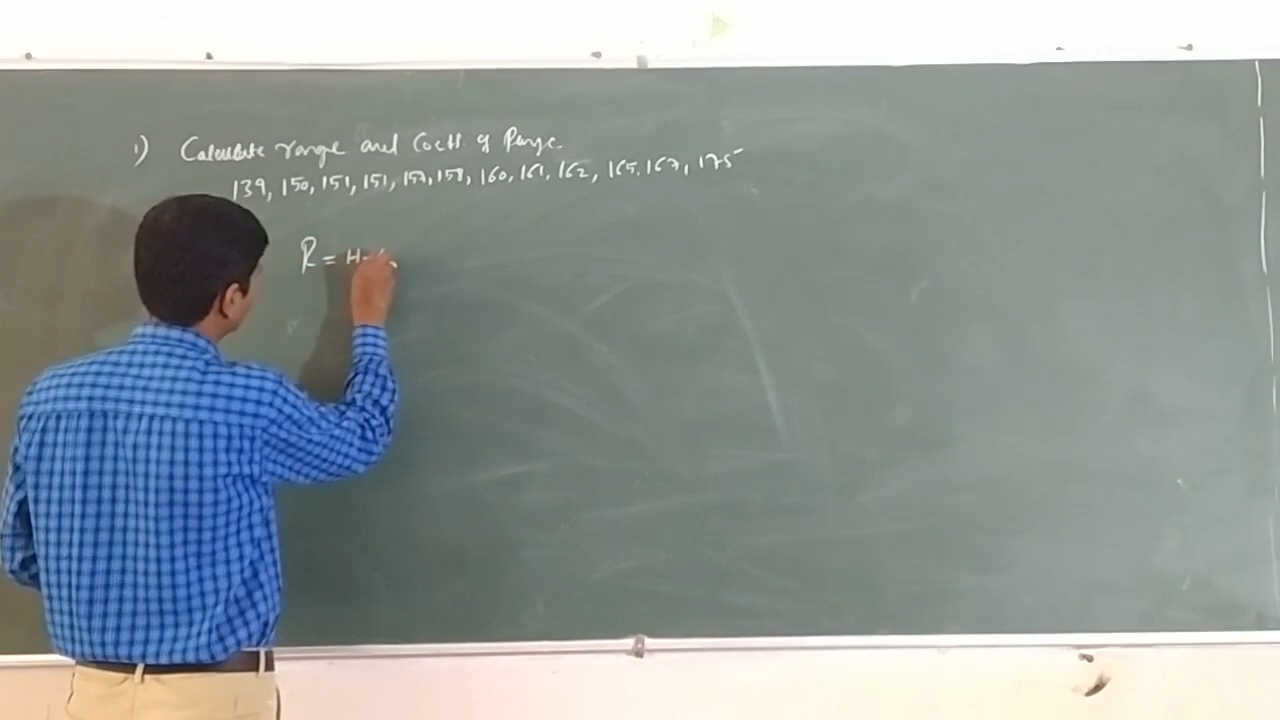 1) Calculate range and Coeff. of Range.
139, 150, 151, 151, 157, 158, 160, 161, 162, 165, 167, 175
R = H-L